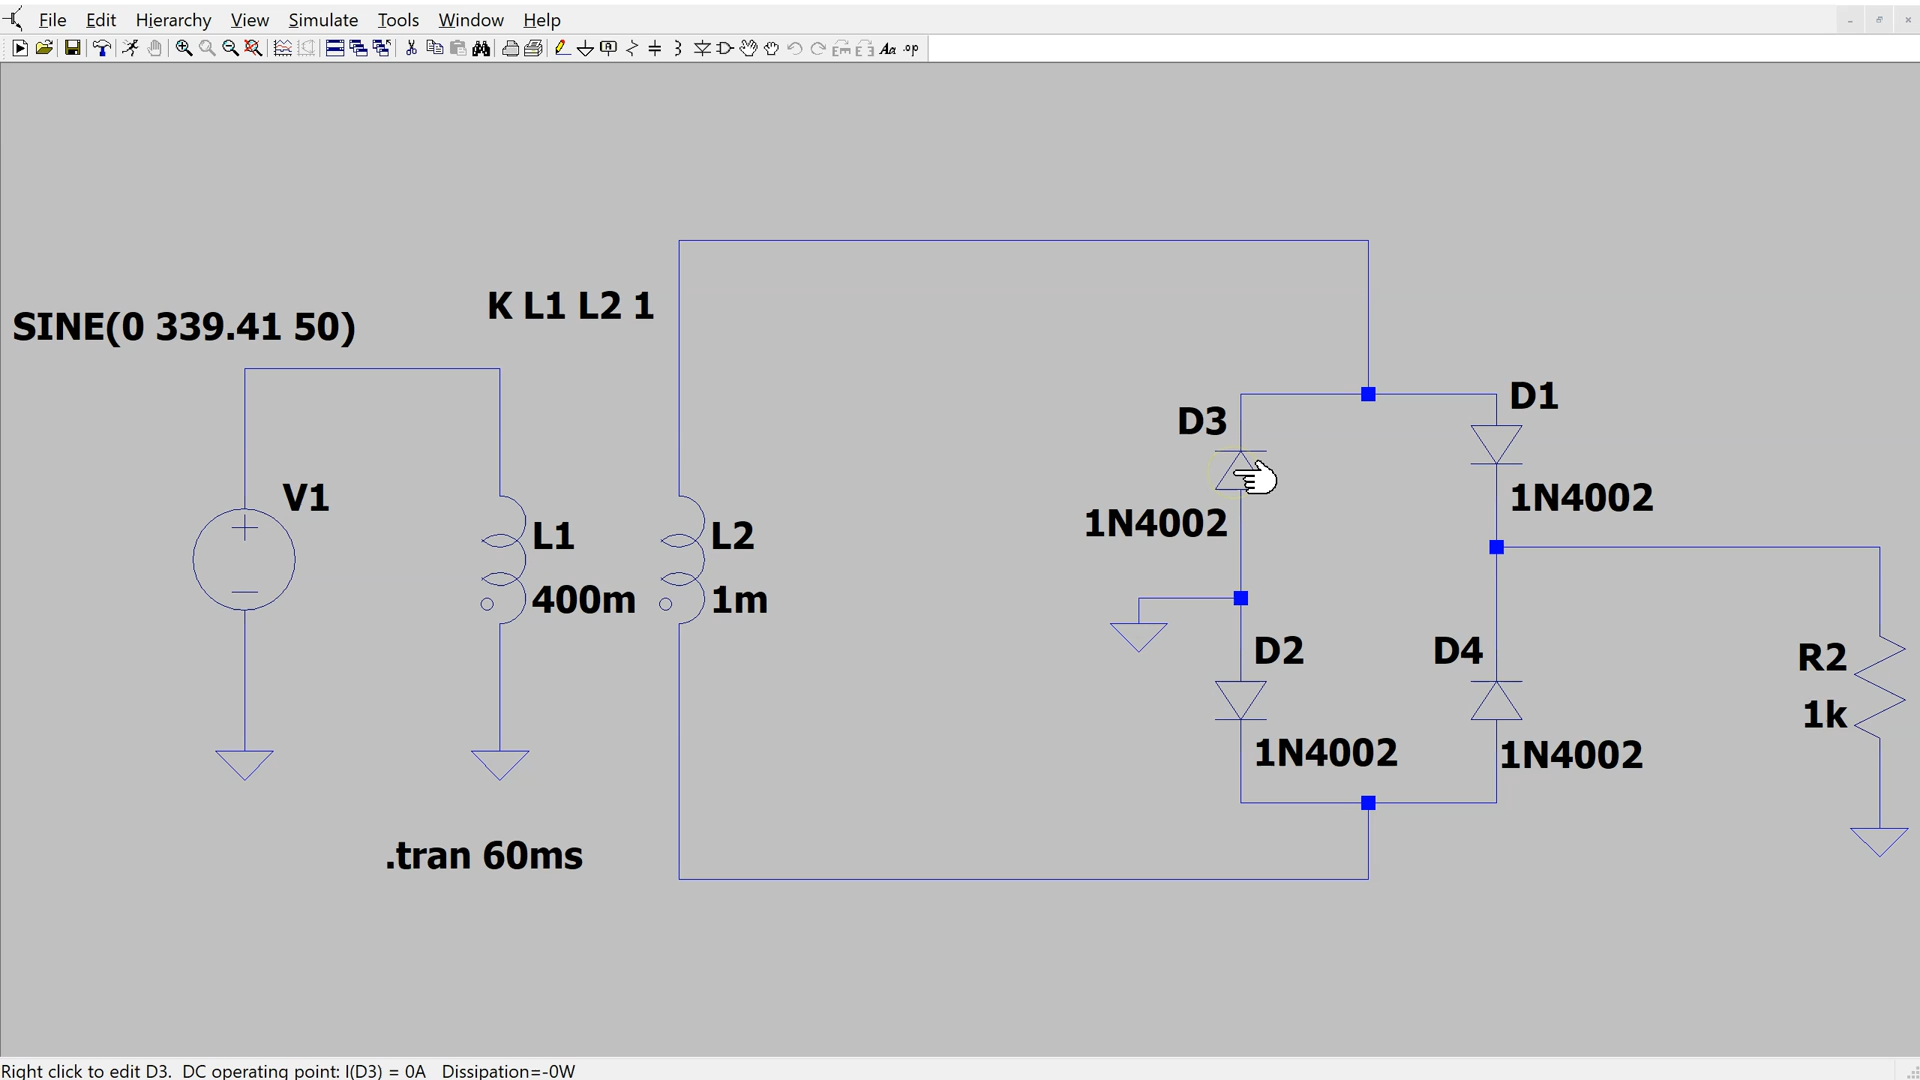 File Edit Hierarchy View Simulate Tools Window Help
Aa .op
SINE(0 339.41 50)
K L1 L2 1
V1
L1
400m
L2
1m
.tran 60ms
D3
1N4002
D1
1N4002
D2
1N4002
D4
1N4002
R2
1k
Right click to edit D3. DC operating point: I(D3) = 0A Dissipation=-0W